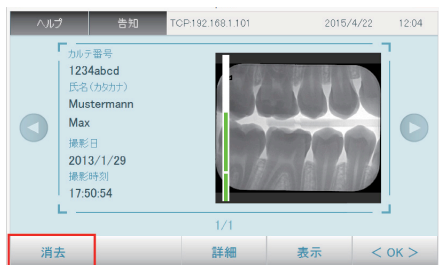 ヘルプ
告知
TCP:192.168.1.101
2015/4/22
12:04
カルテ番号
1234abcd
氏名(カタカナ)
Mustermann
Max
撮影日
2013/1/29
撮影時刻
17:50:54
1/1
消去
詳細
表示
< OK >